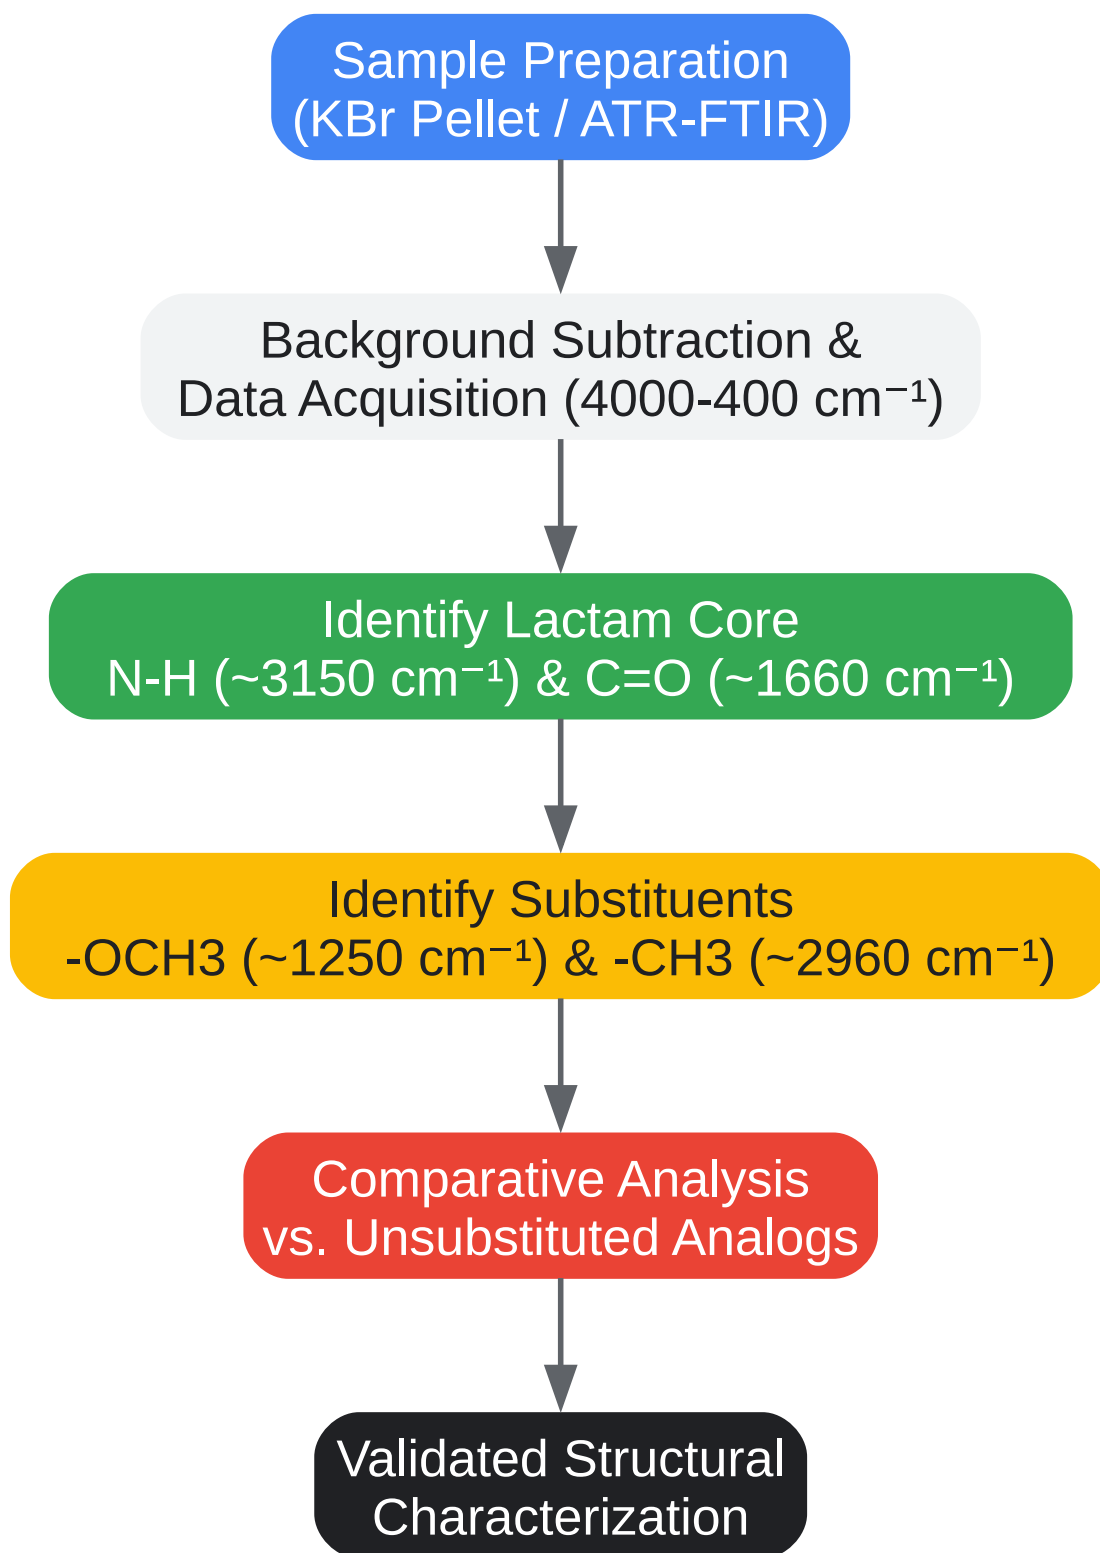 Sample Preparation
(KBr Pellet / ATR-FTIR)
Background Subtraction &
Data Acquisition (4000-400 cm⁻¹)
Identify Lactam Core
N-H (~3150 cm⁻¹) & C=O (~1660 cm⁻¹)
Identify Substituents
-OCH3 (~1250 cm⁻¹) & -CH3 (~2960 cm⁻¹)
Comparative Analysis
vs. Unsubstituted Analogs
Validated Structural
Characterization